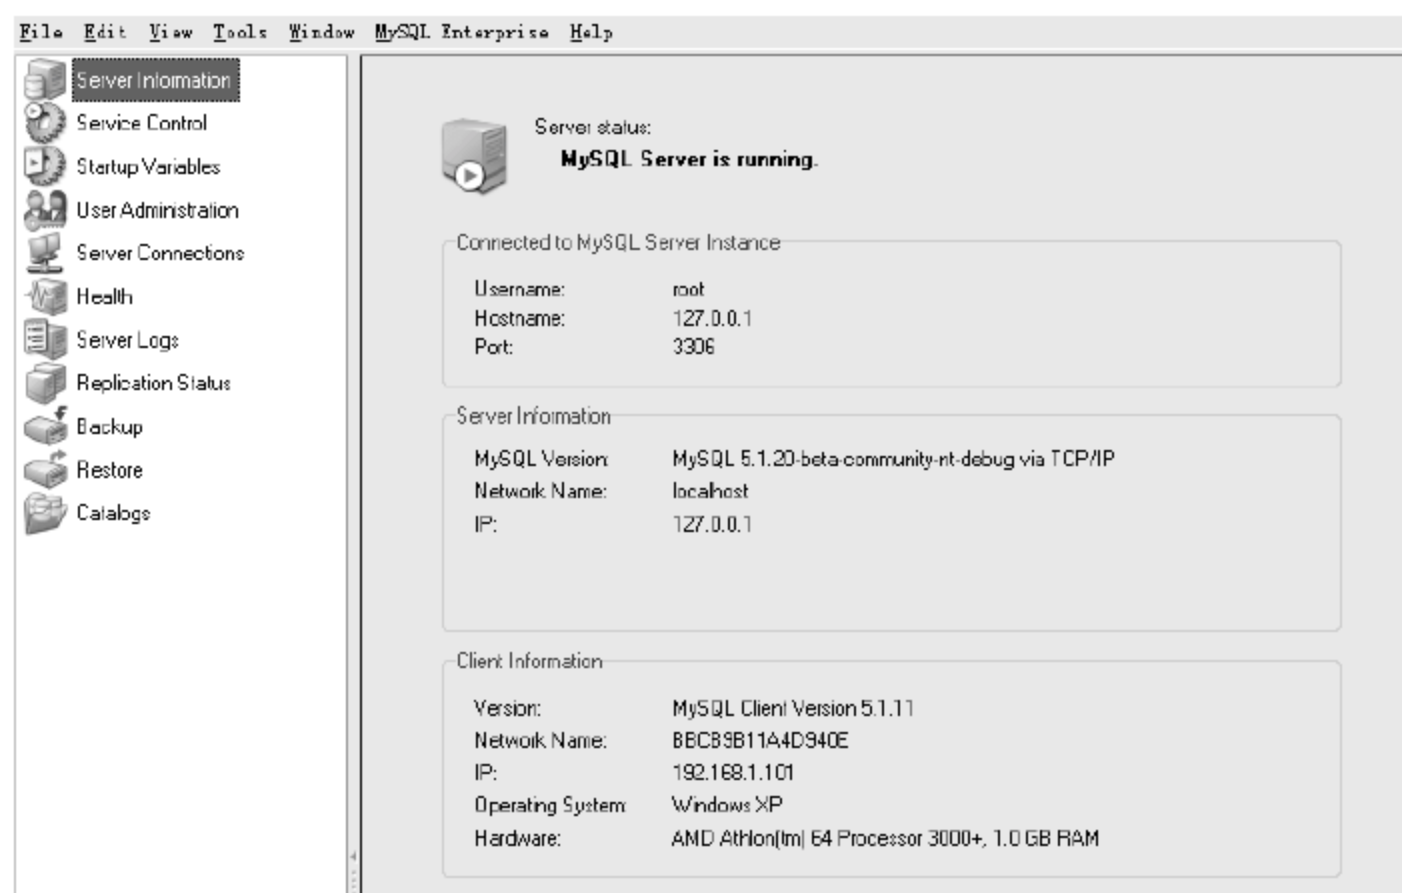 File Edit View Tools Window MySQL Enterprise Help
Server Information
Service Control
Startup Variables
User Administration
Server Connections
Health
Server Logs
Replication Status
Backup
Restore
Catalogs
Server status:
MySQL Server is running.
Connected to MySQL Server Instance
Username: root
Hostname: 127.0.0.1
Port: 3306
Server Information
MySQL Version: MySQL 5.1.20-beta-community-nt-debug via TCP/IP
Network Name: localhost
IP: 127.0.0.1
Client Information
Version: MySQL Client Version 5.1.11
Network Name:
IP: 192.168.1.101
Operating System: Windows XP
Hardware: AMD Athlon(tm) 64 Processor 3000+, 1.0 GB RAM